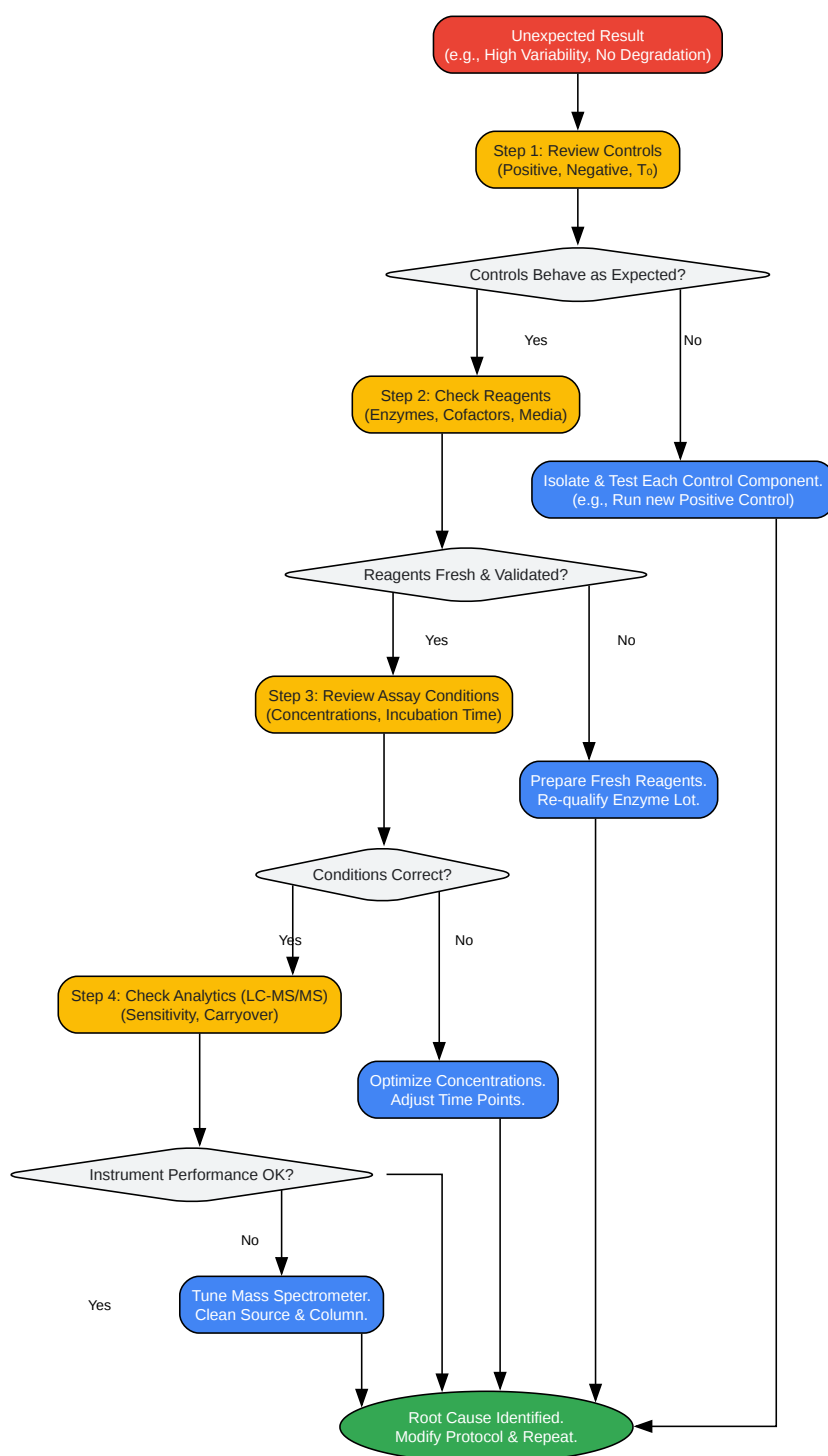 Unexpected Result
(e.g., High Variability, No Degradation)
Step 1: Review Controls
(Positive, Negative, T₀)
Controls Behave as Expected?
Yes
No
Step 2: Check Reagents
(Enzymes, Cofactors, Media)
Isolate & Test Each Control Component.
(e.g., Run new Positive Control)
Reagents Fresh & Validated?
Yes
No
Step 3: Review Assay Conditions
(Concentrations, Incubation Time)
Prepare Fresh Reagents.
Re-qualify Enzyme Lot.
Conditions Correct?
Yes
No
Step 4: Check Analytics (LC-MS/MS)
(Sensitivity, Carryover)
Optimize Concentrations.
Adjust Time Points.
Instrument Performance OK?
No
Yes
Tune Mass Spectrometer.
Clean Source & Column.
Root Cause Identified.
Modify Protocol & Repeat.